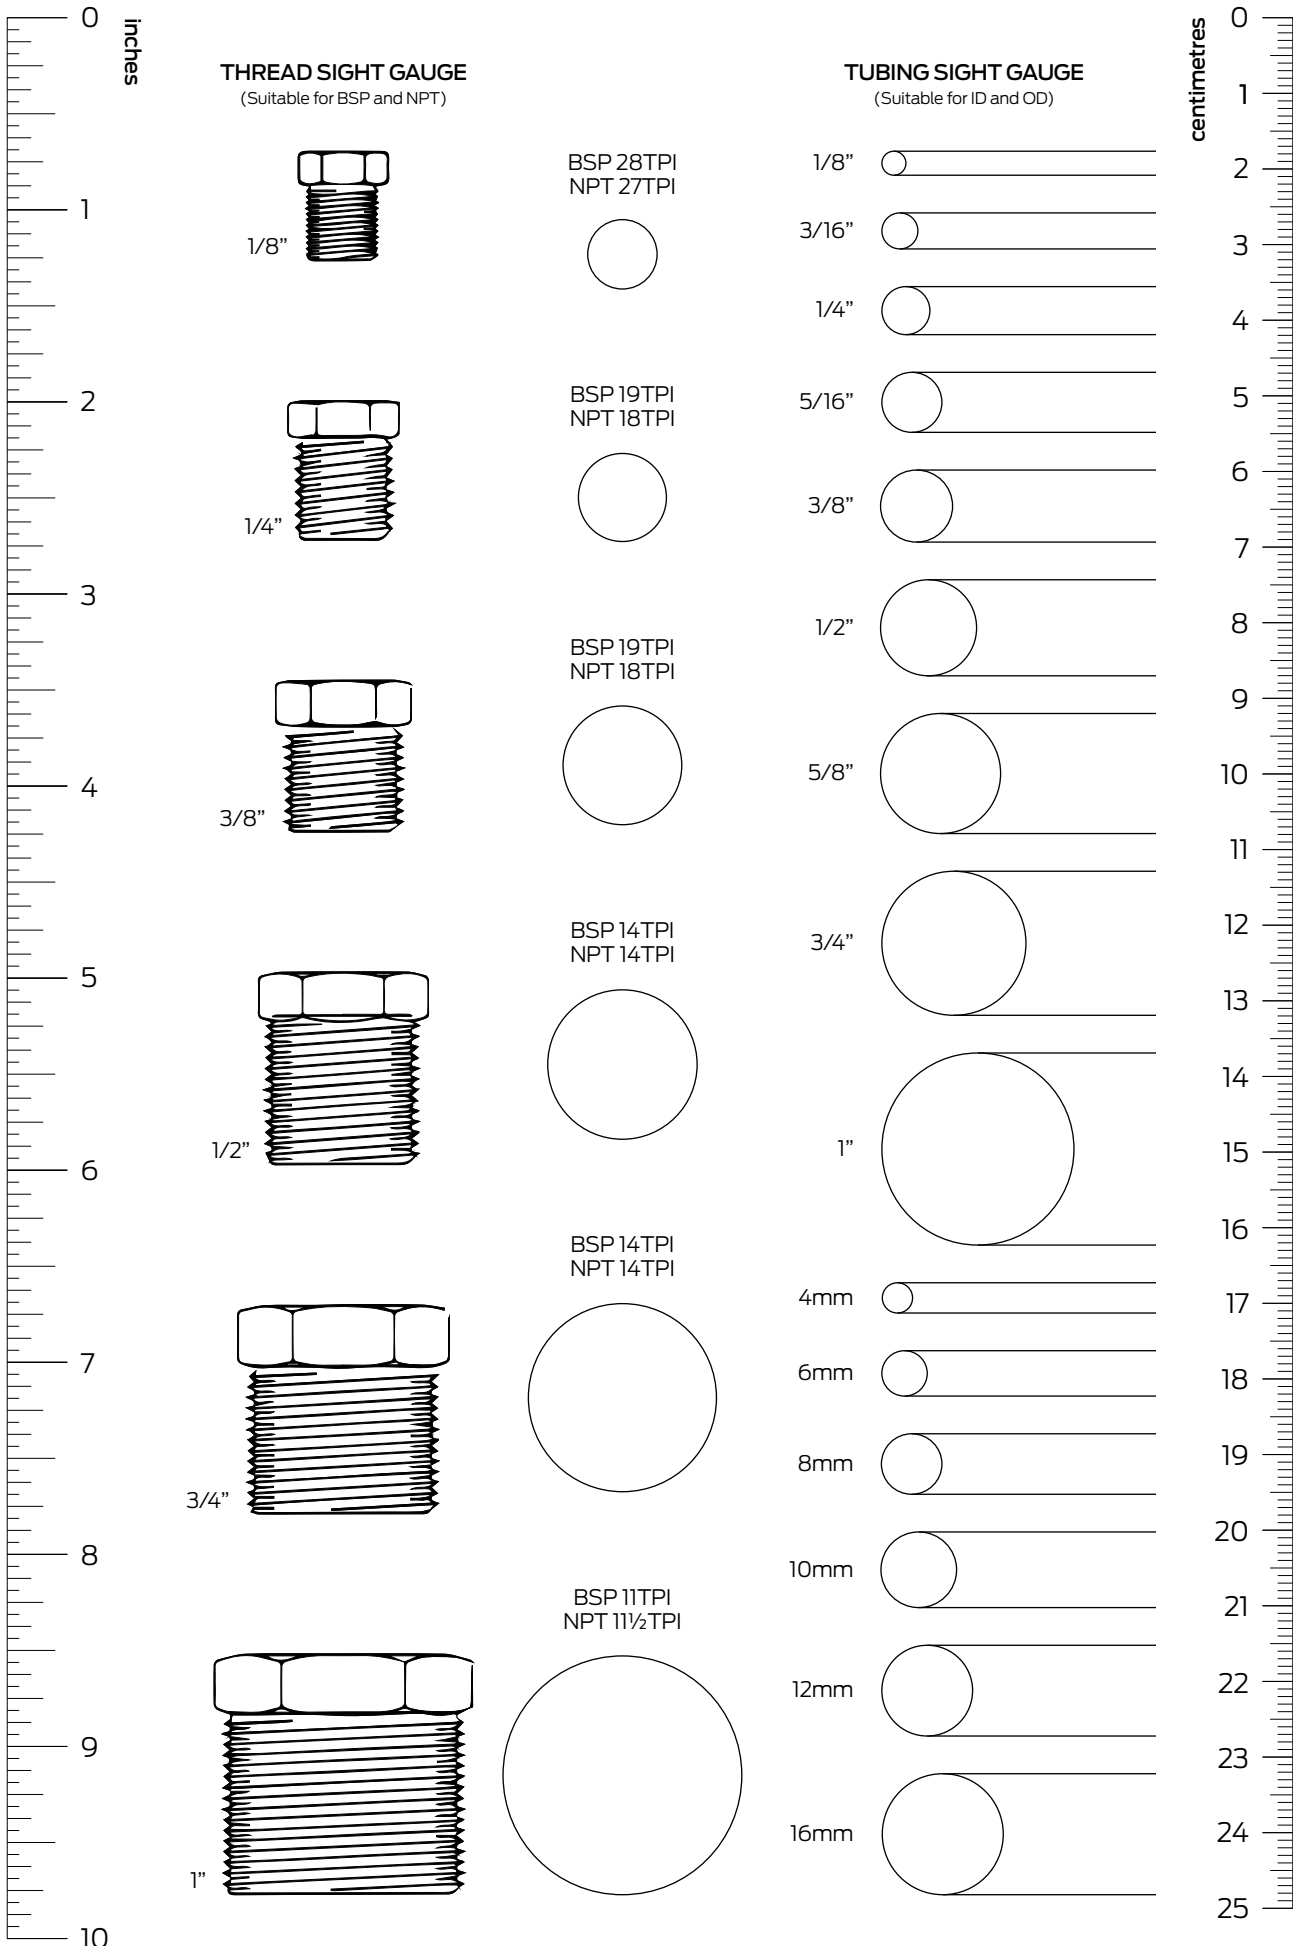 inches
0
1
2
3
4
5
6
7
8
9
10
THREAD SIGHT GAUGE
(Suitable for BSP and NPT)
1/8”
BSP 28TPI
NPT 27TPI
1/4”
BSP 19TPI
NPT 18TPI
3/8”
BSP 19TPI
NPT 18TPI
1/2”
BSP 14TPI
NPT 14TPI
3/4”
BSP 14TPI
NPT 14TPI
1”
BSP 11TPI
NPT 11½TPI
TUBING SIGHT GAUGE
(Suitable for ID and OD)
1/8”
3/16”
1/4”
5/16”
3/8”
1/2”
5/8”
3/4”
1”
4mm
6mm
8mm
10mm
12mm
16mm
centimetres
0
1
2
3
4
5
6
7
8
9
10
11
12
13
14
15
16
17
18
19
20
21
22
23
24
25